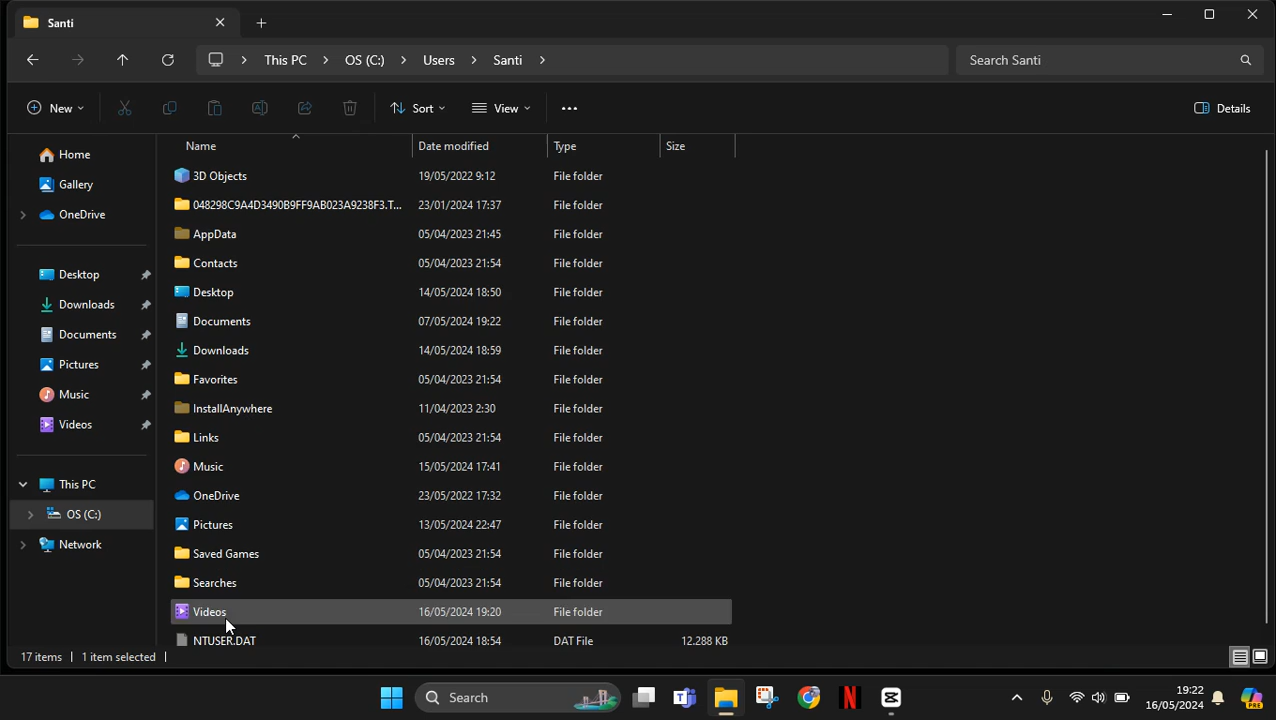 Santi
This PC > OS (C:) > Users > Santi >
Search Santi
New
Sort
View
Details
Name Date modified Type Size
Home
Gallery
OneDrive
Desktop
Downloads
Documents
Pictures
Music
Videos
This PC
OS (C:)
Network
3D Objects 19/05/2022 9:12 File folder
048298C9A4D3490B9FF9AB023A9238F3.T... 23/01/2024 17:37 File folder
AppData 05/04/2023 21:45 File folder
Contacts 05/04/2023 21:54 File folder
Desktop 14/05/2024 18:50 File folder
Documents 07/05/2024 19:22 File folder
Downloads 14/05/2024 18:59 File folder
Favorites 05/04/2023 21:54 File folder
InstallAnywhere 11/04/2023 2:30 File folder
Links 05/04/2023 21:54 File folder
Music 15/05/2024 17:41 File folder
OneDrive 23/05/2022 17:32 File folder
Pictures 13/05/2024 22:47 File folder
Saved Games 05/04/2023 21:54 File folder
Searches 05/04/2023 21:54 File folder
Videos 16/05/2024 19:20 File folder
NTUSER.DAT 16/05/2024 18:54 DAT File 12.288 KB
17 items 1 item selected
Search
19:22
16/05/2024
PRE